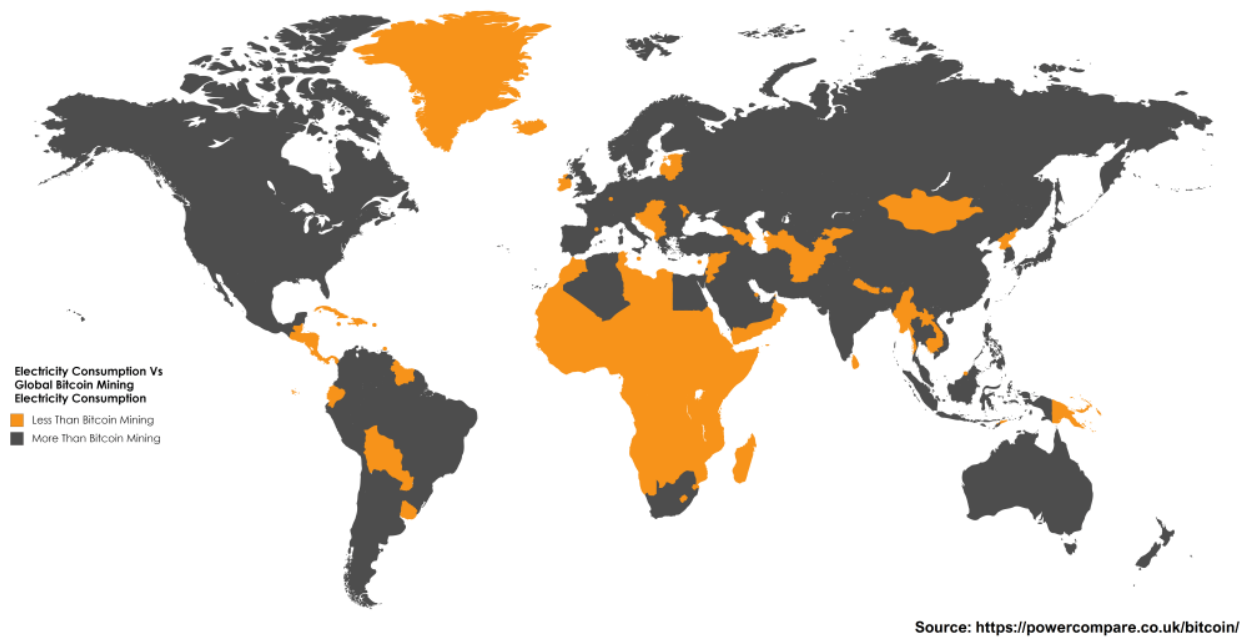 Electricity Consumption Vs
Global Bitcoin Mining
Electricity Consumption
Less Than Bitcoin Mining
More Than Bitcoin Mining
Source: https://powercompare.co.uk/bitcoin/